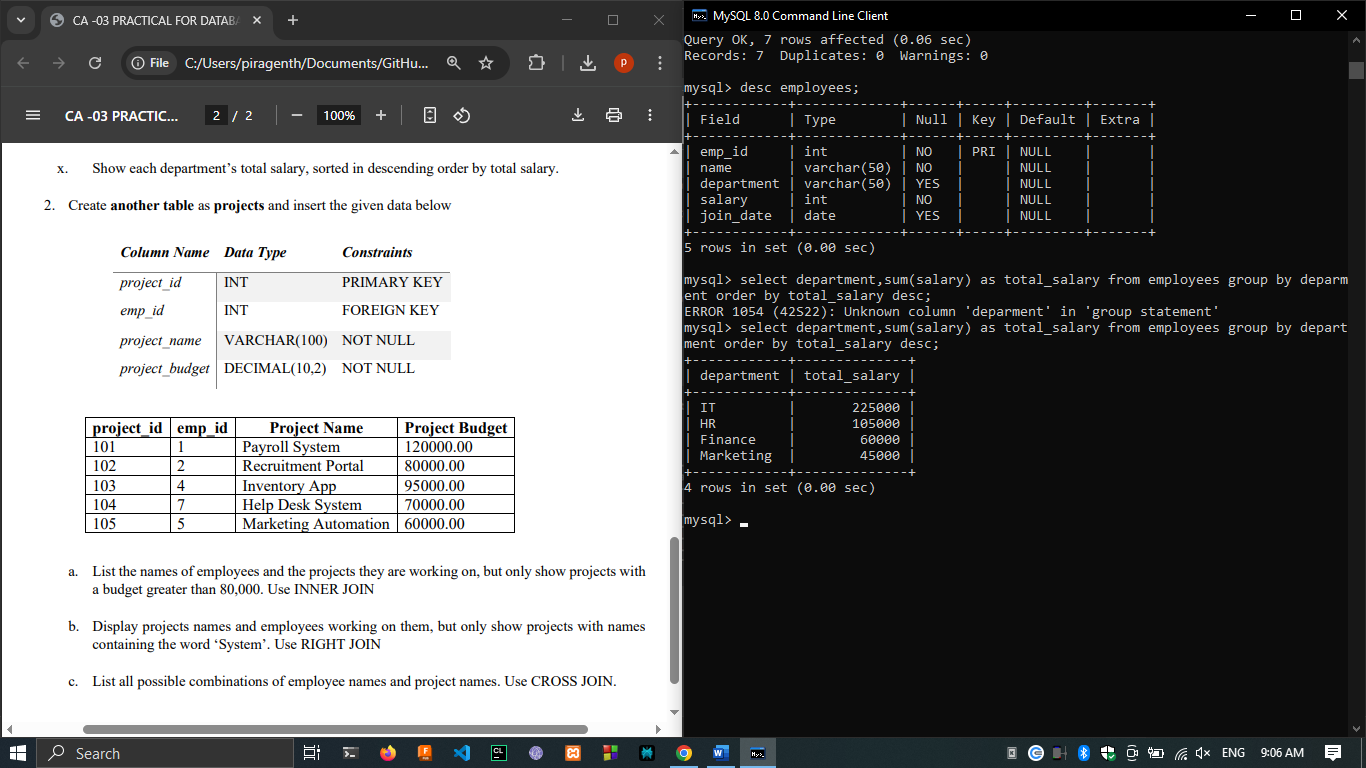 CA -03 PRACTICAL FOR DATABA
File
C:/Users/piragenth/Documents/GitHu...
p
CA -03 PRACTIC...
2 / 2
100%
x. Show each department’s total salary, sorted in descending order by total salary.
2. Create another table as projects and insert the given data below
Column Name Data Type Constraints
project_id INT PRIMARY KEY
emp_id INT FOREIGN KEY
project_name VARCHAR(100) NOT NULL
project_budget DECIMAL(10,2) NOT NULL
project_id emp_id Project Name Project Budget
101 1 Payroll System 120000.00
102 2 Recruitment Portal 80000.00
103 4 Inventory App 95000.00
104 7 Help Desk System 70000.00
105 5 Marketing Automation 60000.00
a. List the names of employees and the projects they are working on, but only show projects with
a budget greater than 80,000. Use INNER JOIN
b. Display projects names and employees working on them, but only show projects with names
containing the word ‘System’. Use RIGHT JOIN
c. List all possible combinations of employee names and project names. Use CROSS JOIN.
MySQL 8.0 Command Line Client
Query OK, 7 rows affected (0.06 sec)
Records: 7  Duplicates: 0  Warnings: 0
mysql> desc employees;
+------------+-------------+------+-----+---------+-------+
| Field      | Type        | Null | Key | Default | Extra |
+------------+-------------+------+-----+---------+-------+
| emp_id     | int         | NO   | PRI | NULL    |       |
| name       | varchar(50) | NO   |     | NULL    |       |
| department | varchar(50) | YES  |     | NULL    |       |
| salary     | int         | NO   |     | NULL    |       |
| join_date  | date        | YES  |     | NULL    |       |
+------------+-------------+------+-----+---------+-------+
5 rows in set (0.00 sec)
mysql> select department,sum(salary) as total_salary from employees group by deparm
ent order by total_salary desc;
ERROR 1054 (42S22): Unknown column 'deparment' in 'group statement'
mysql> select department,sum(salary) as total_salary from employees group by depart
ment order by total_salary desc;
+------------+--------------+
| department | total_salary |
+------------+--------------+
| IT         |       225000 |
| HR         |       105000 |
| Finance    |        60000 |
| Marketing  |        45000 |
+------------+--------------+
4 rows in set (0.00 sec)
mysql>
Search
CL
ENG
9:06 AM